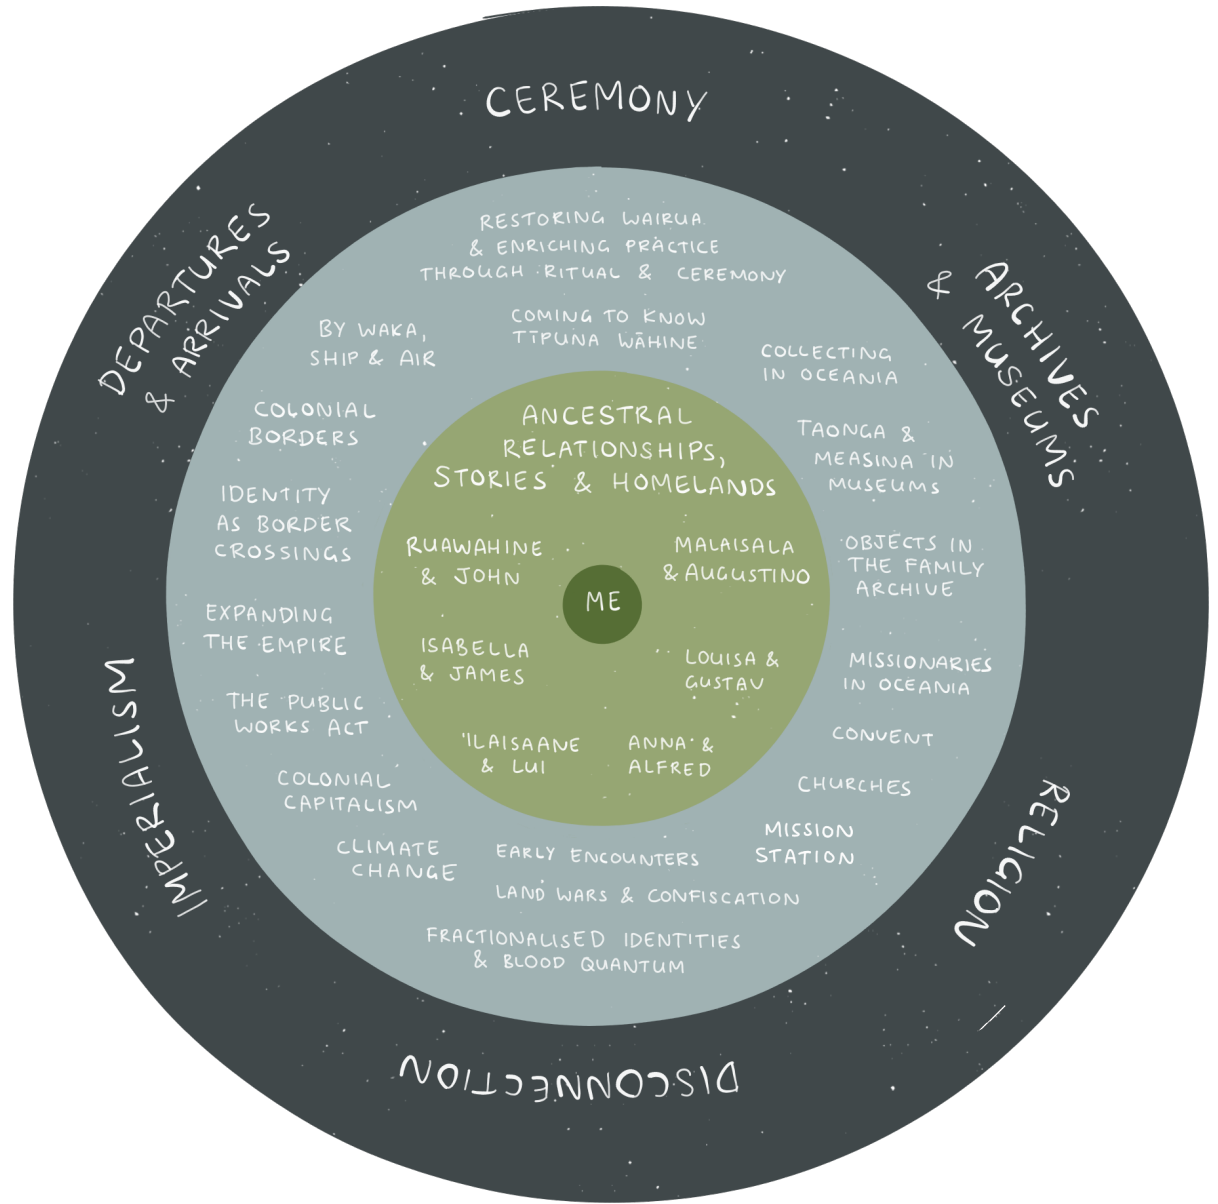 CEREMONY
DEPARTURES
& ARRIVALS
ARCHIVES
& MUSEUMS
IMPERIALISM
RELIGION
DISCONNECTION
RESTORING WAIRUA
& ENRICHING PRACTICE
THROUGH RITUAL & CEREMONY
COMING TO KNOW
TĪPUNA WĀHINE
BY WAKA,
SHIP & AIR
COLONIAL
BORDERS
IDENTITY
AS BORDER
CROSSINGS
EXPANDING
THE EMPIRE
THE PUBLIC
WORKS ACT
COLONIAL
CAPITALISM
CLIMATE
CHANGE
COLLECTING
IN OCEANIA
TAONGA &
MEASINA IN
MUSEUMS
OBJECTS IN
THE FAMILY
ARCHIVE
MISSIONARIES
IN OCEANIA
CONVENT
CHURCHES
MISSION
STATION
EARLY ENCOUNTERS
LAND WARS & CONFISCATION
FRACTIONALISED IDENTITIES
& BLOOD QUANTUM
ANCESTRAL
RELATIONSHIPS,
STORIES & HOMELANDS
RUAWAHINE
& JOHN
MALAISALA
& AUGUSTINO
ME
ISABELLA
& JAMES
LOUISA &
GUSTAV
'ILAISAANE
& LUI
ANNA &
ALFRED